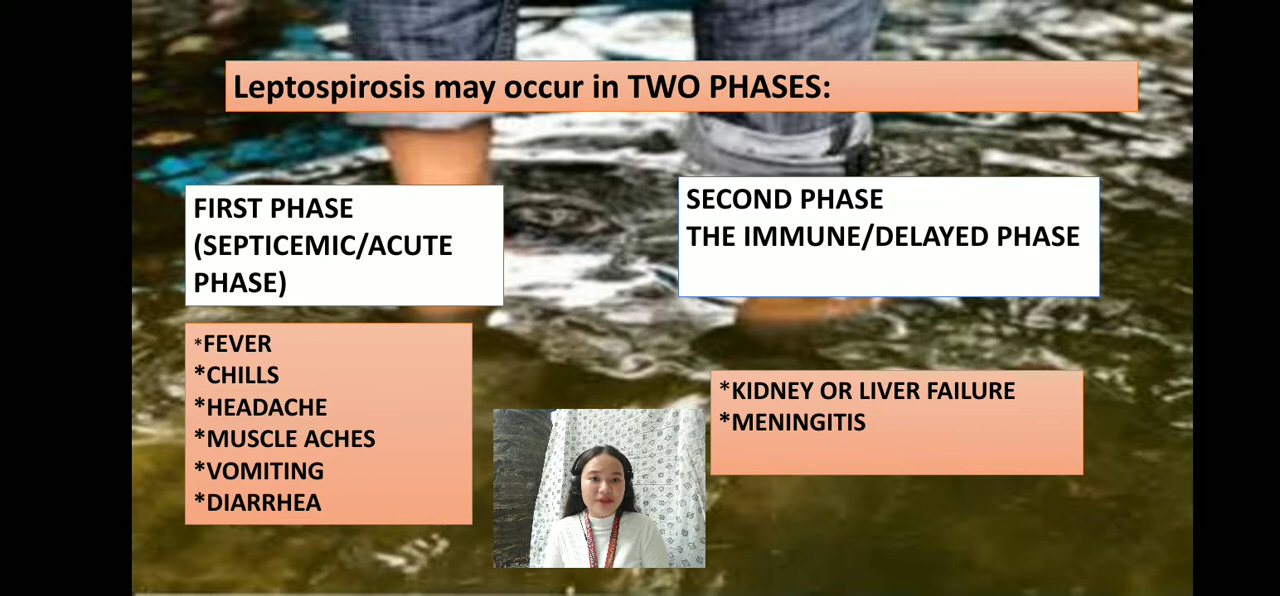 Leptospirosis may occur in TWO PHASES:
FIRST PHASE
(SEPTICEMIC/ACUTE
PHASE)
*FEVER
*CHILLS
*HEADACHE
*MUSCLE ACHES
*VOMITING
*DIARRHEA
SECOND PHASE
THE IMMUNE/DELAYED PHASE
*KIDNEY OR LIVER FAILURE
*MENINGITIS